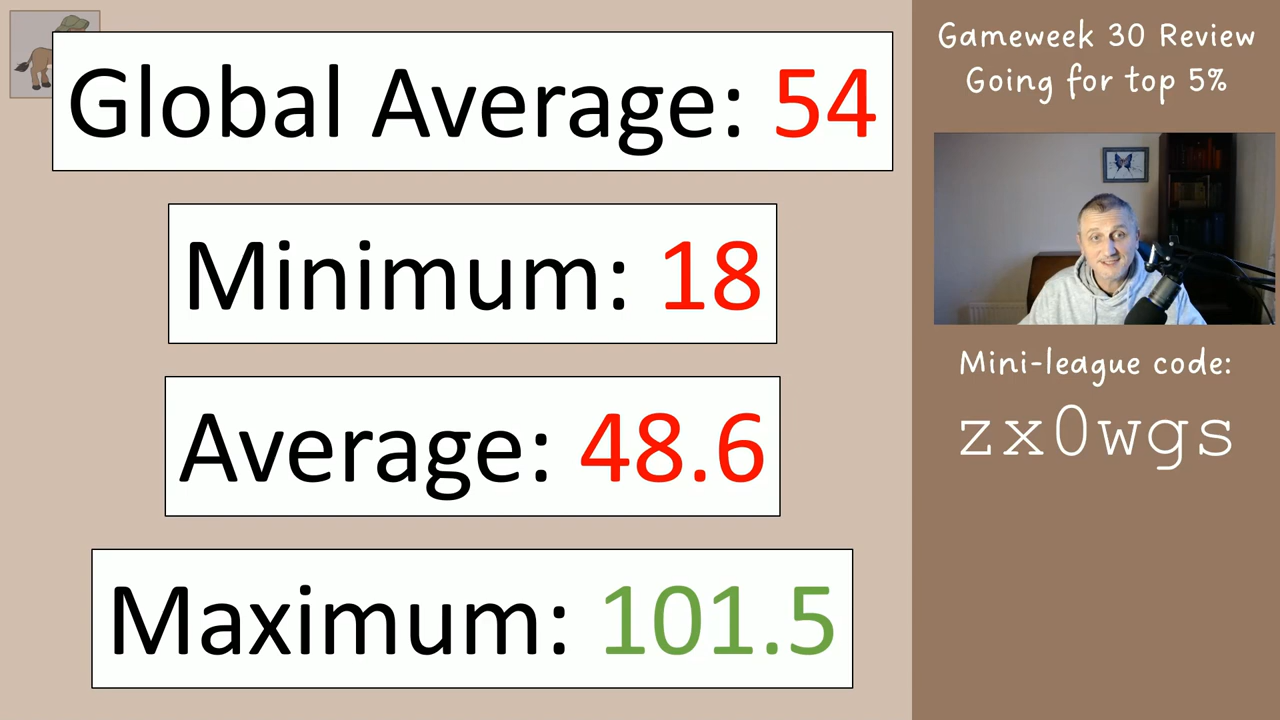 Global Average: 54
Minimum: 18
Average: 48.6
Maximum: 101.5
Gameweek 30 Review
Going for top 5%
Mini-league code:
zx0wgs